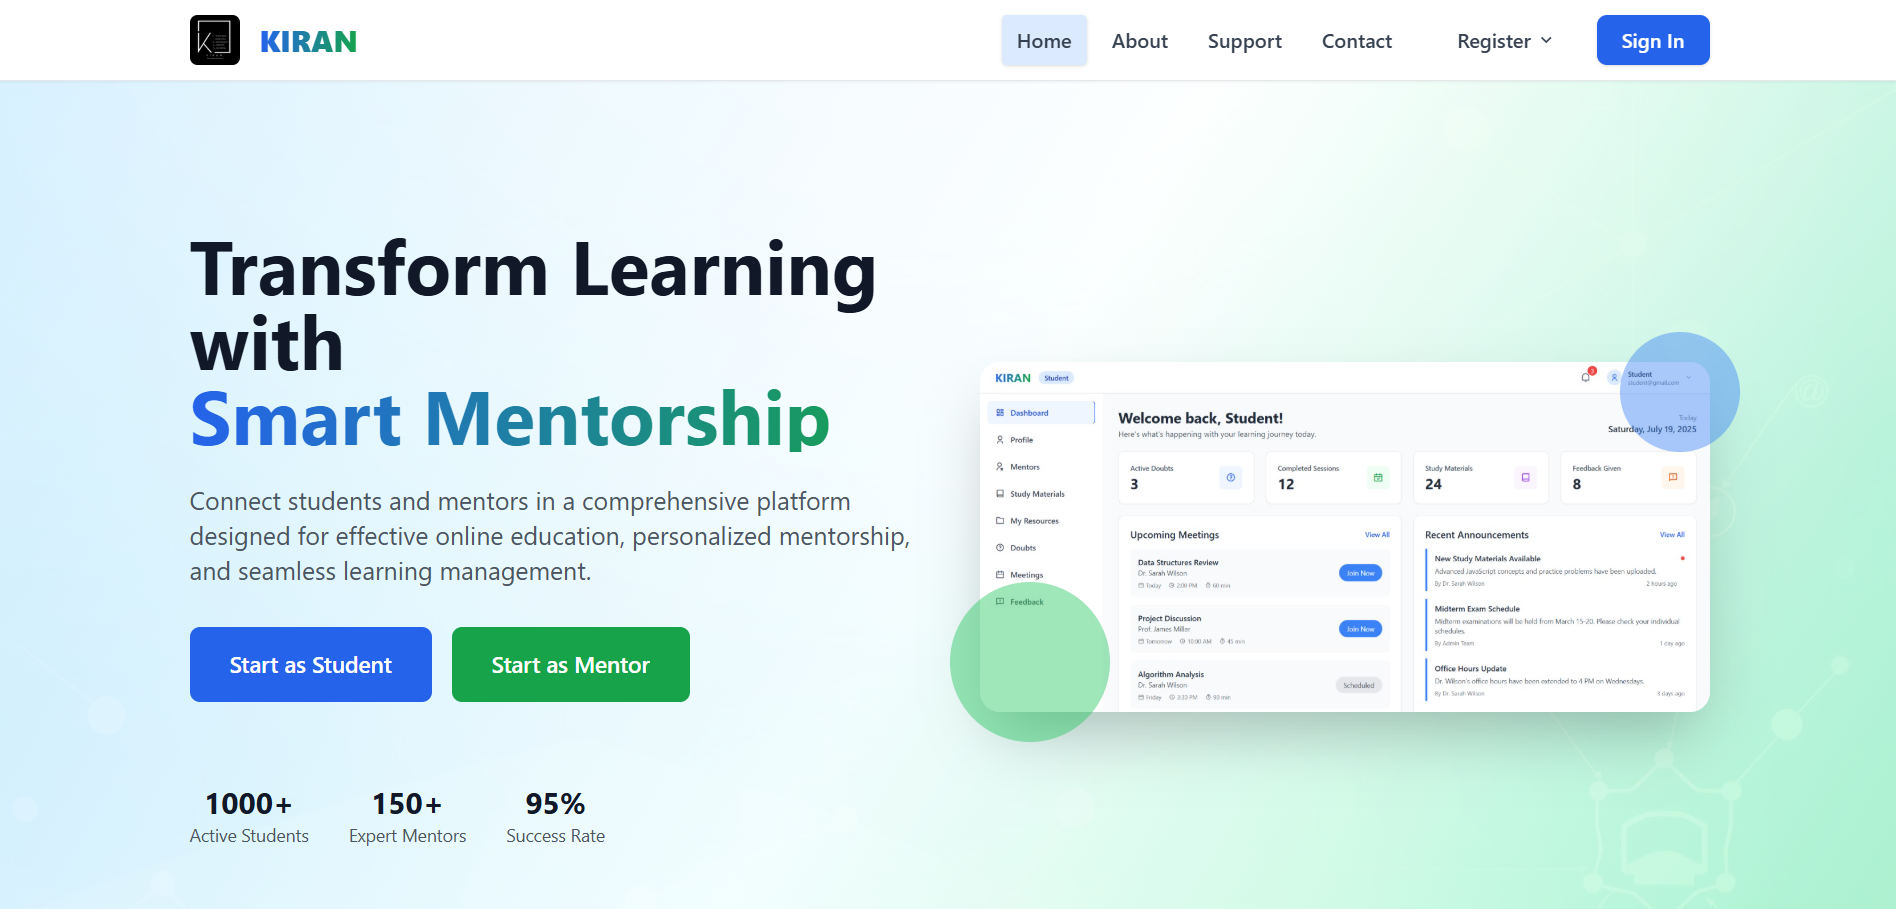 KIRAN
Home
About
Support
Contact
Register
Sign In
Transform Learning
with
Smart Mentorship
Connect students and mentors in a comprehensive platform
designed for effective online education, personalized mentorship,
and seamless learning management.
Start as Student
Start as Mentor
1000+
Active Students
150+
Expert Mentors
95%
Success Rate
KIRAN
Student
3
Student
student@gmail.com
Dashboard
Profile
Mentors
Study Materials
My Resources
Doubts
Meetings
Feedback
Welcome back, Student!
Here's what's happening with your learning journey today.
Today
Saturday, July 19, 2025
Active Doubts
3
Completed Sessions
12
Study Materials
24
Feedback Given
8
Upcoming Meetings
View All
Data Structures Review
Dr. Sarah Wilson
Today 2:00 PM 60 min
Join Now
Project Discussion
Prof. James Miller
Tomorrow 10:00 AM 45 min
Join Now
Algorithm Analysis
Dr. Sarah Wilson
Friday 3:30 PM 90 min
Scheduled
Recent Announcements
View All
New Study Materials Available
Advanced JavaScript concepts and practice problems have been uploaded.
By Dr. Sarah Wilson
2 hours ago
Midterm Exam Schedule
Midterm examinations will be held from March 15-20. Please check your individual
schedules.
By Admin Team
1 day ago
Office Hours Update
Dr. Wilson's office hours have been extended to 4 PM on Wednesdays.
By Dr. Sarah Wilson
3 days ago